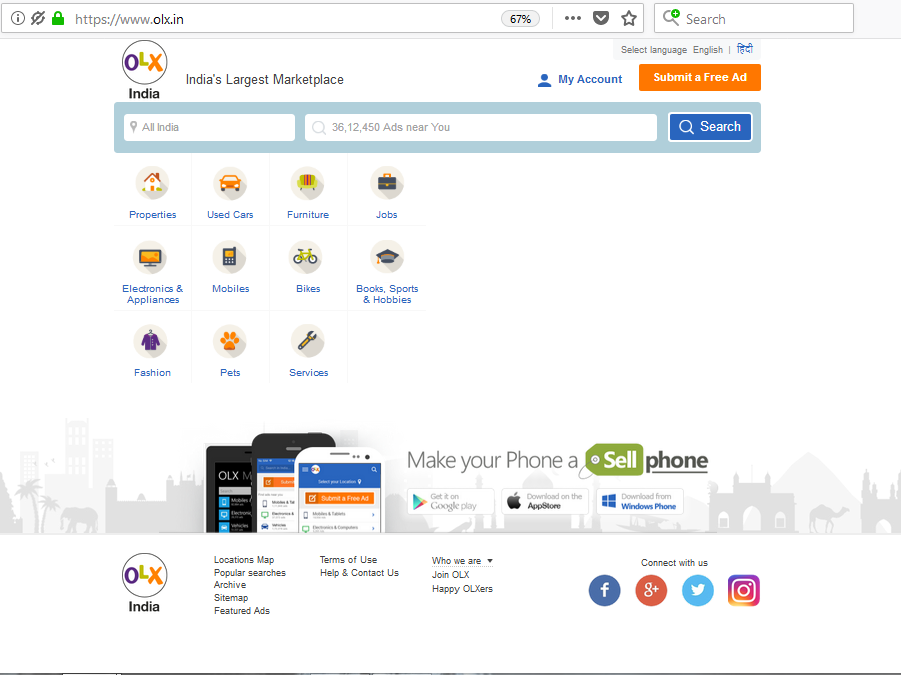 https://www.olx.in
67%
Search
Select language English | हिंदी
OLX
India
India's Largest Marketplace
My Account
Submit a Free Ad
All India
36,12,450 Ads near You
Search
Properties
Used Cars
Furniture
Jobs
Electronics &
Appliances
Mobiles
Bikes
Books, Sports
& Hobbies
Fashion
Pets
Services
OLX M
Select your Location
Submit a Free Ad
Mobiles & Tablets
Electronics & Computers
Vehicles
Make your Phone a Sell phone
Get it on
Google play
Download on the
AppStore
Download from
Windows Phone
OLX
India
Locations Map
Popular searches
Archive
Sitemap
Featured Ads
Terms of Use
Help & Contact Us
Who we are
Join OLX
Happy OLXers
Connect with us